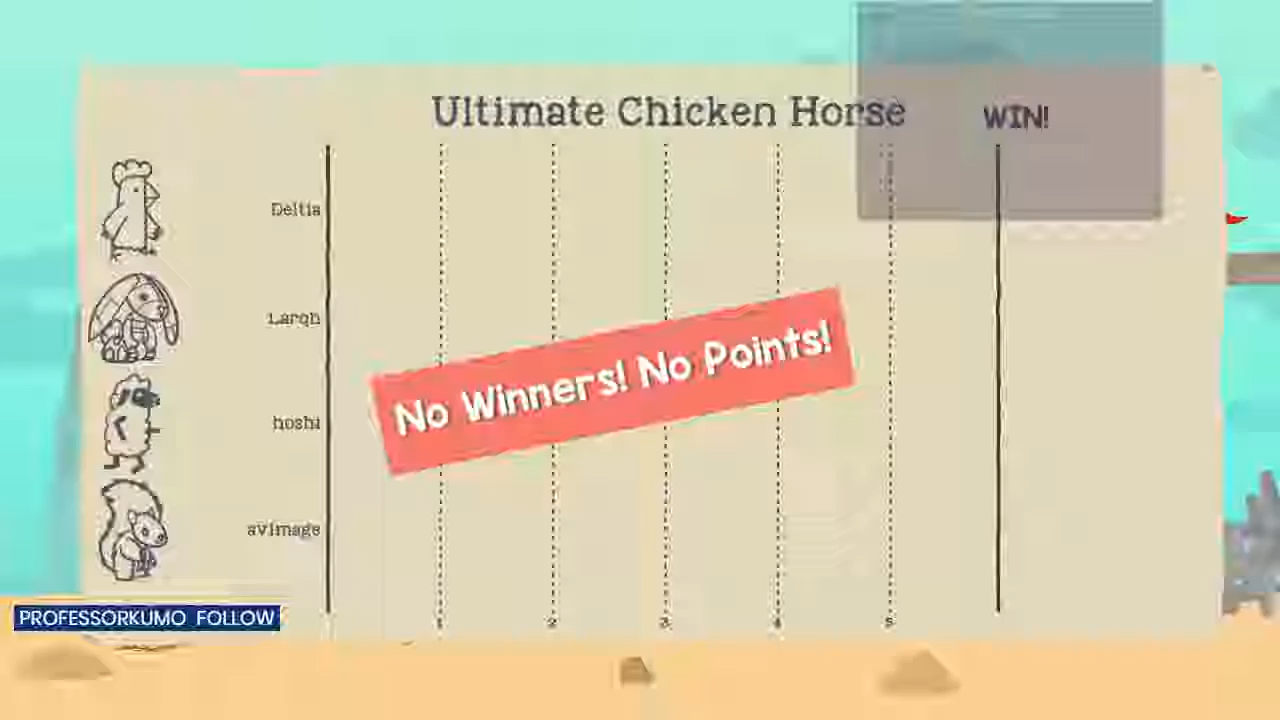 Ultimate Chicken Horse
WIN!
Deltia
Larqh
hoshi
No Winners! No Points!
avimage
PROFESSORKUMO FOLLOW
1 2 3 4 5